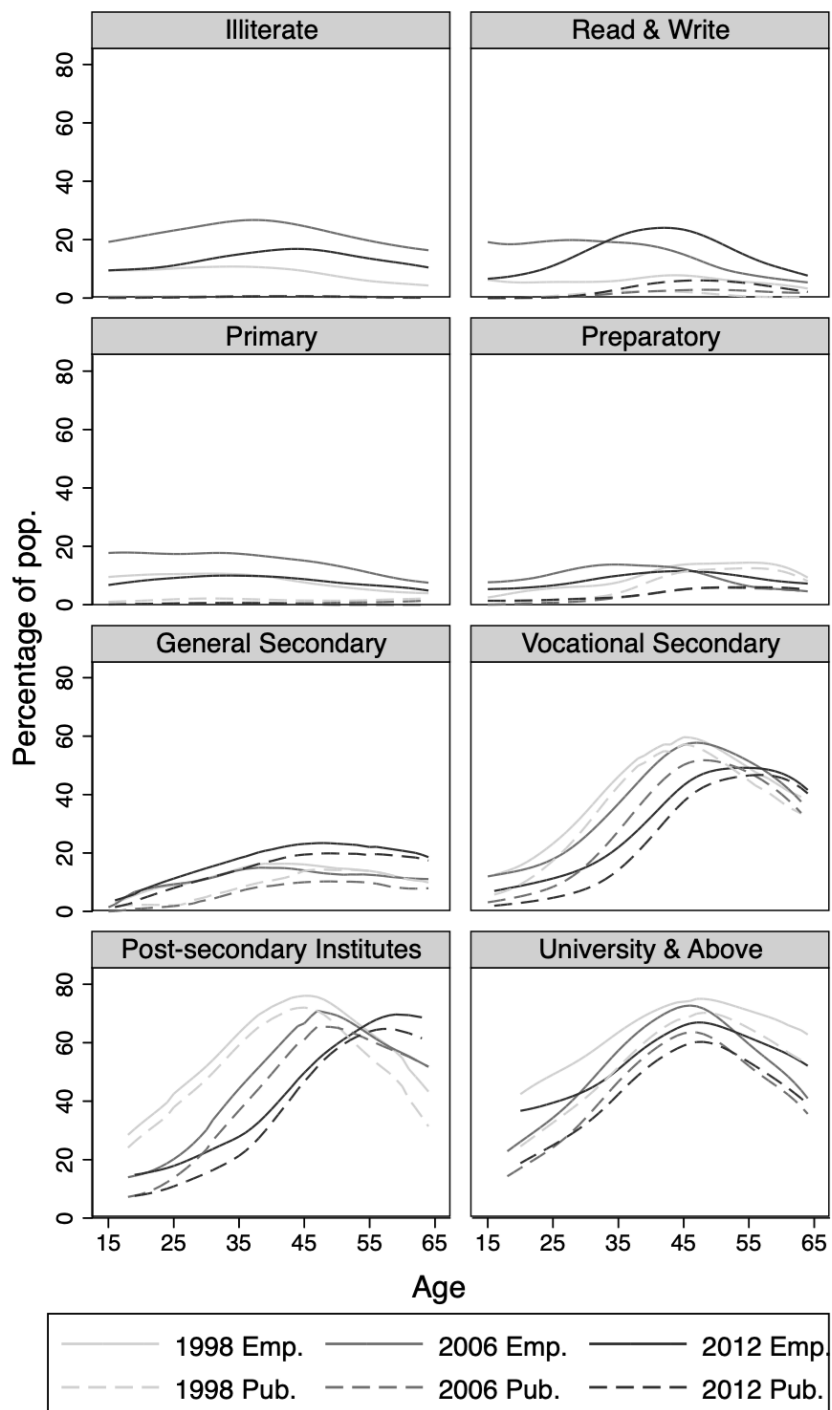 Illiterate
Read & Write
80
60
40
20
0
Primary
Preparatory
80
60
40
20
0
Percentage of pop.
General Secondary
Vocational Secondary
80
60
40
20
0
Post-secondary Institutes
University & Above
80
60
40
20
0
15 25 35 45 55 65
15 25 35 45 55 65
Age
1998 Emp. 2006 Emp. 2012 Emp.
1998 Pub. 2006 Pub. 2012 Pub.